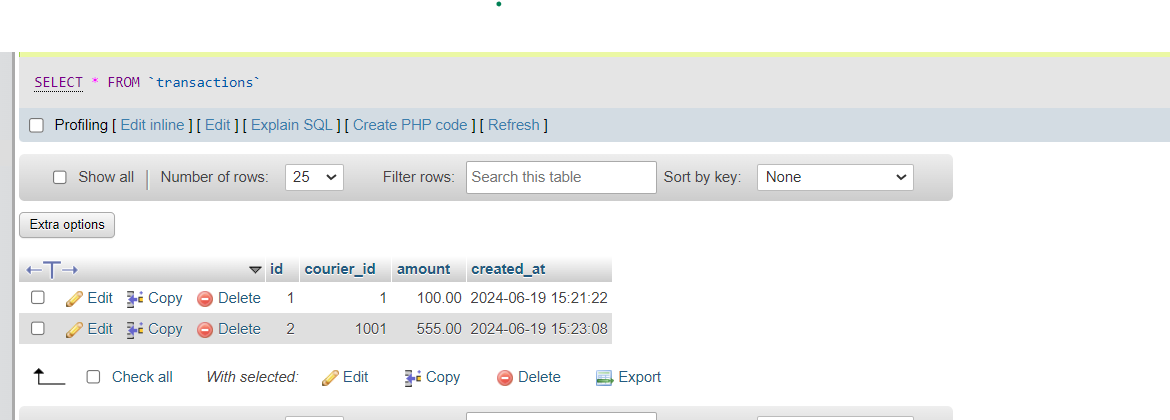 SELECT * FROM `transactions`
Profiling [ Edit inline ] [ Edit ] [ Explain SQL ] [ Create PHP code ] [ Refresh ]
Show all Number of rows: 25 Filter rows: Search this table Sort by key: None
Extra options
id courier_id amount created_at
Edit Copy Delete 1 1 100.00 2024-06-19 15:21:22
Edit Copy Delete 2 1001 555.00 2024-06-19 15:23:08
Check all With selected: Edit Copy Delete Export